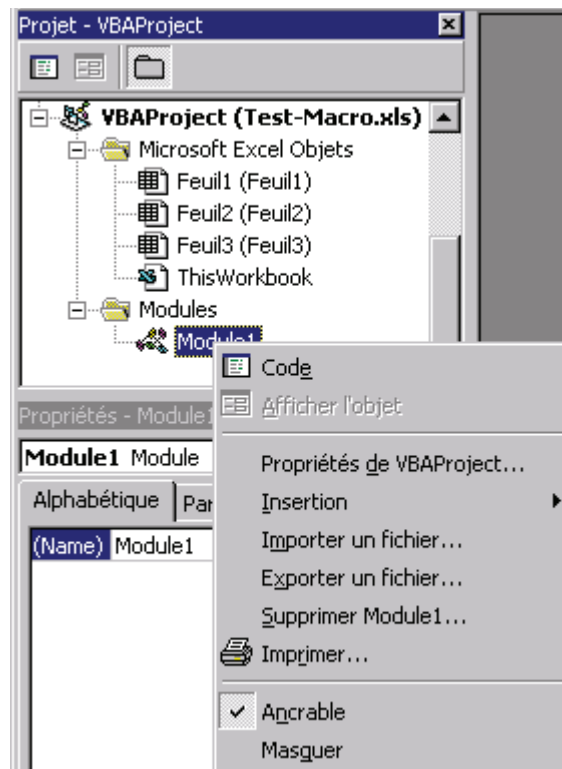 Projet - VBAProject
VBAProject (Test-Macro.xls)
Microsoft Excel Objets
Feuil1 (Feuil1)
Feuil2 (Feuil2)
Feuil3 (Feuil3)
ThisWorkbook
Modules
Module1
Code
Afficher l'objet
Propriétés de VBAProject...
Insertion
Importer un fichier...
Exporter un fichier...
Supprimer Module1...
Imprimer...
Ancrable
Masquer
Propriétés - Module1
Module1 Module
Alphabétique Par
(Name) Module1